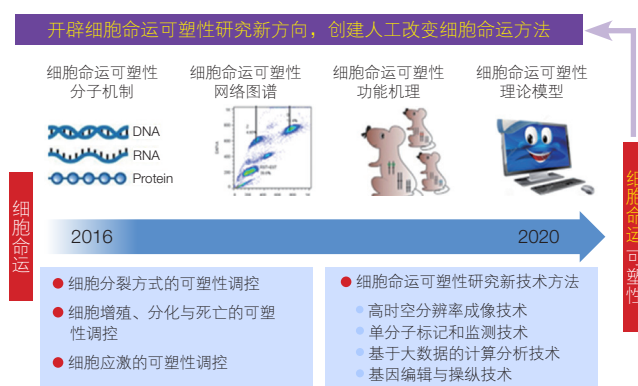 开辟细胞命运可塑性研究新方向，创建人工改变细胞命运方法
细胞命运可塑性
分子机制
细胞命运可塑性
网络图谱
细胞命运可塑性
功能机理
细胞命运可塑性
理论模型
DNA
RNA
Protein
细胞命运
2016
2020
细胞命运可塑性
细胞分裂方式的可塑性调控
细胞增殖、分化与死亡的可塑
性调控
细胞应激的可塑性调控
细胞命运可塑性研究新技术方法
高时空分辨率成像技术
单分子标记和监测技术
基于大数据的计算分析技术
基因编辑与操纵技术